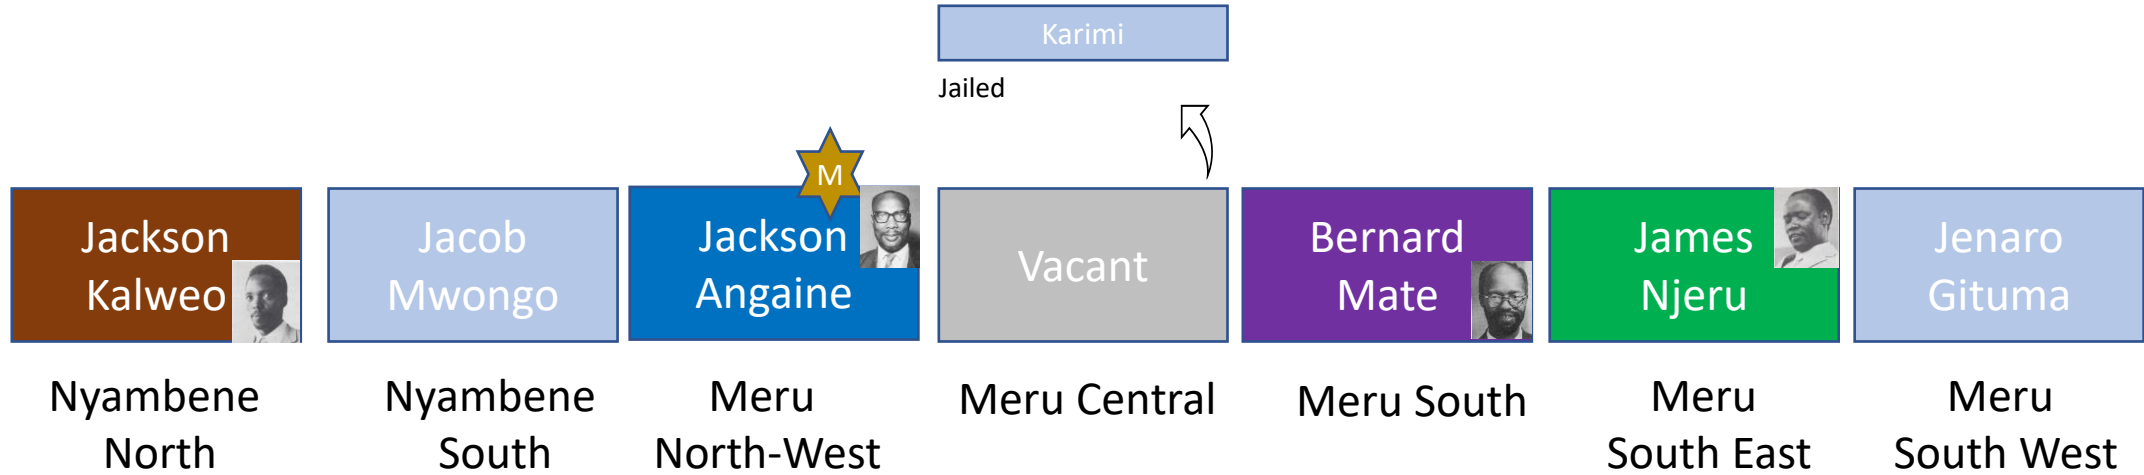 Karimi
Jailed
M
Jackson
Kalweo
Jacob
Mwongo
Jackson
Angaine
Vacant
Bernard
Mate
James
Njeru
Jenaro
Gituma
Nyambene
North
Nyambene
South
Meru
North-West
Meru Central
Meru South
Meru
South East
Meru
South West